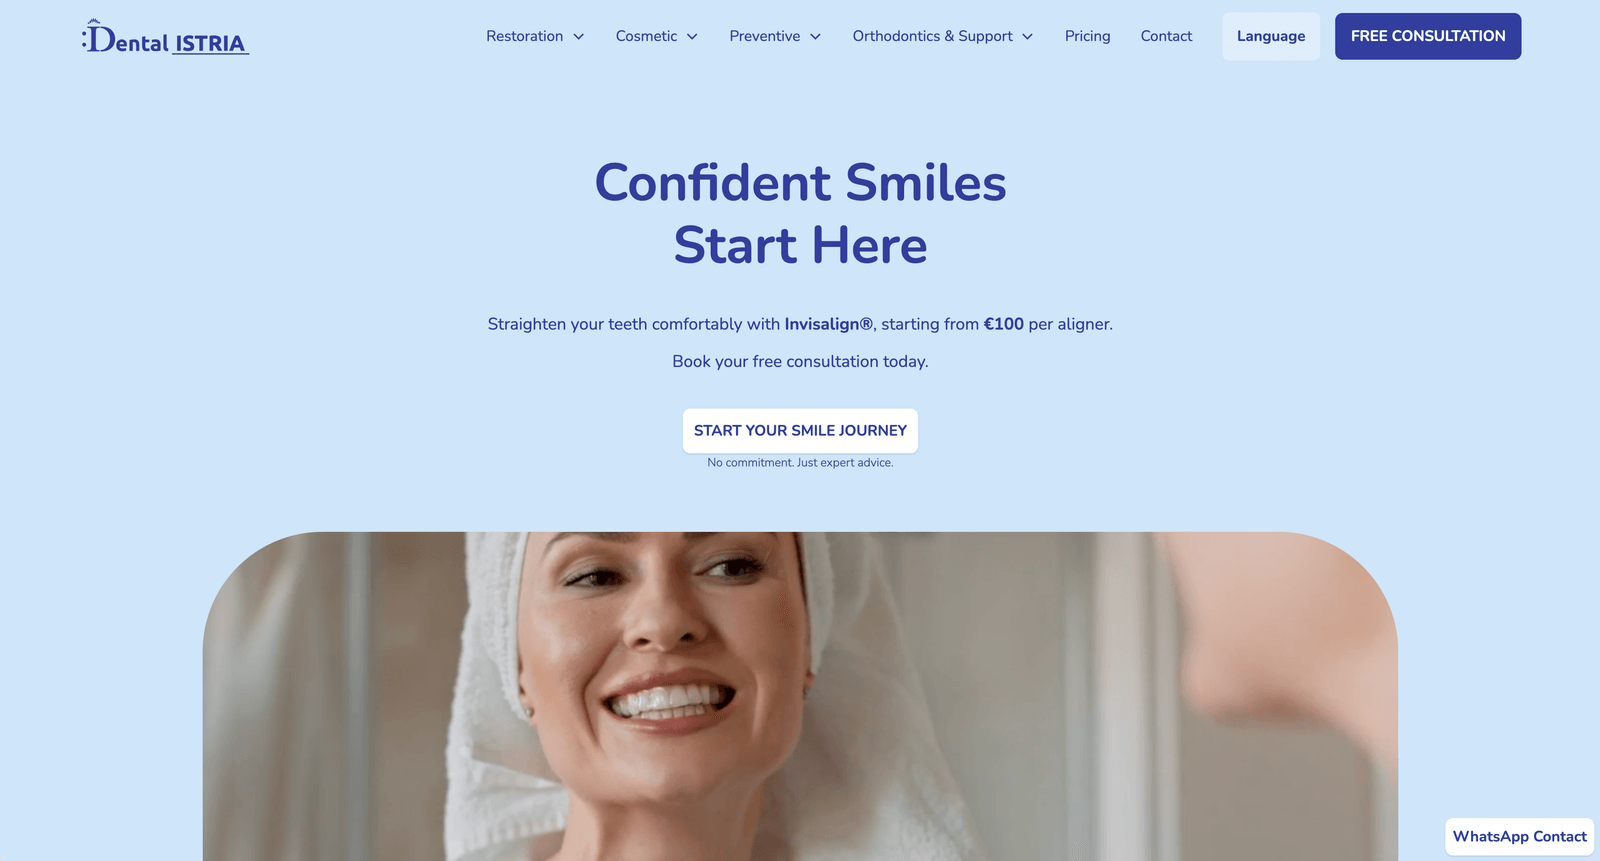 Dental ISTRIA
Restoration
Cosmetic
Preventive
Orthodontics & Support
Pricing
Contact
Language
FREE CONSULTATION
Confident Smiles
Start Here
Straighten your teeth comfortably with Invisalign®, starting from €100 per aligner.
Book your free consultation today.
START YOUR SMILE JOURNEY
No commitment. Just expert advice.
WhatsApp Contact